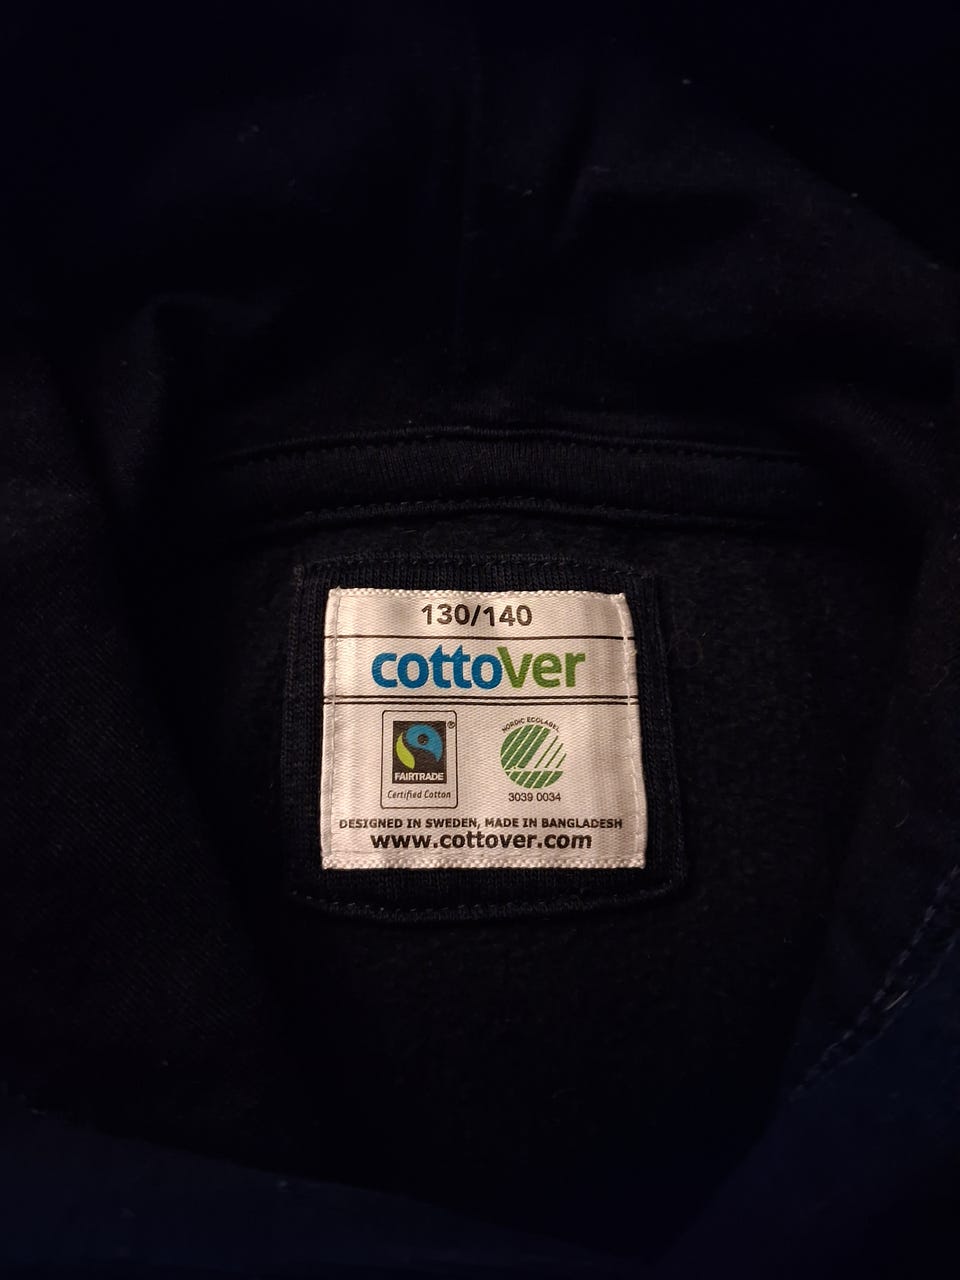 130/140
cottoVer
®
FAIRTRADE
Certified Cotton
NORDIC ECOLABEL
3039 0034
DESIGNED IN SWEDEN, MADE IN BANGLADESH
www.cottover.com